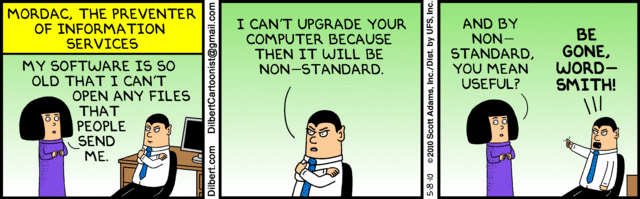 MORDAC, THE PREVENTER
OF INFORMATION
SERVICES
MY SOFTWARE IS SO
OLD THAT I CAN'T
OPEN ANY FILES
THAT
PEOPLE
SEND
ME.
Dilbert.com DilbertCartoonist@gmail.com
I CAN'T UPGRADE YOUR
COMPUTER BECAUSE
THEN IT WILL BE
NON-STANDARD.
5-28-10 ©2010 Scott Adams, Inc./Dist. by UFS, Inc.
AND BY
NON-
STANDARD,
YOU MEAN
USEFUL?
BE
GONE,
WORD-
SMITH!